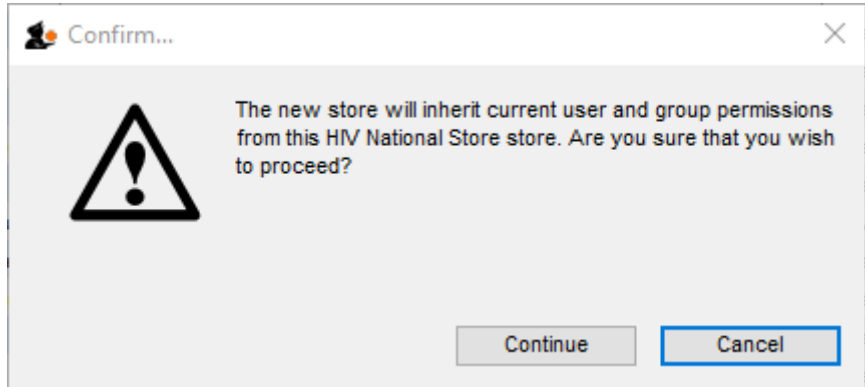 Confirm...
The new store will inherit current user and group permissions
from this HIV National Store store. Are you sure that you wish
to proceed?
Continue
Cancel